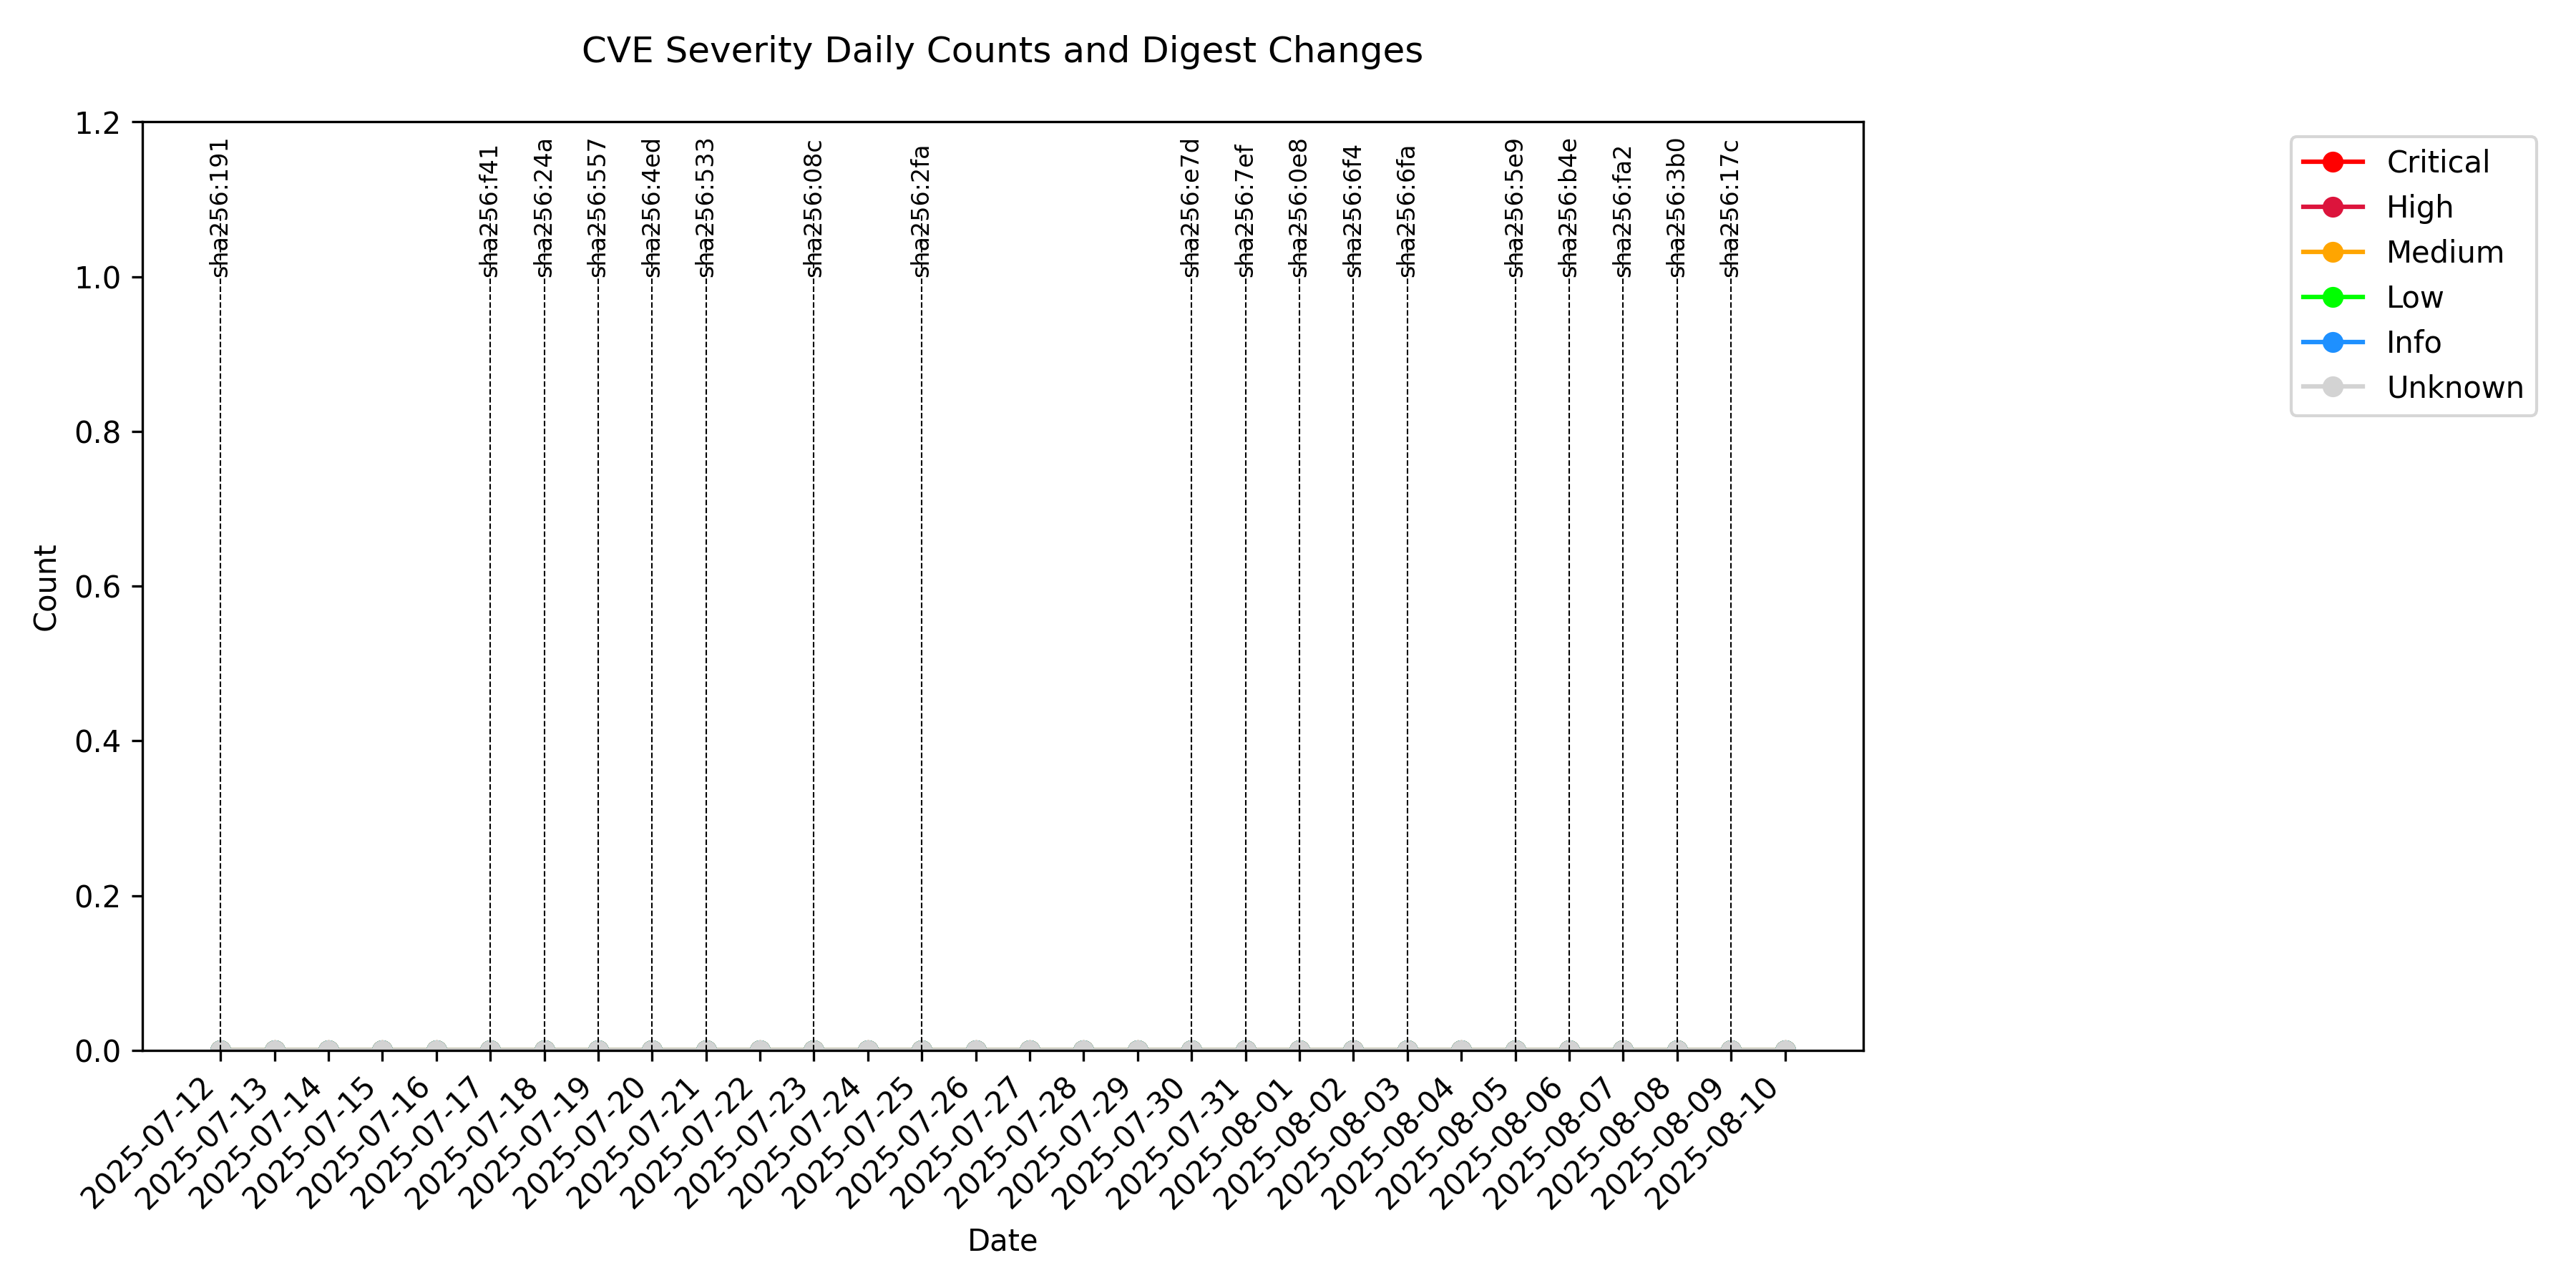 CVE Severity Daily Counts and Digest Changes
1.2
1.0
0.8
0.6
0.4
0.2
0.0
Count
sha256:191
sha256:f41
sha256:24a
sha256:557
sha256:4ed
sha256:533
sha256:08c
sha256:2fa
sha256:e7d
sha256:7ef
sha256:0e8
sha256:6f4
sha256:6fa
sha256:5e9
sha256:b4e
sha256:fa2
sha256:3b0
sha256:17c
Critical
High
Medium
Low
Info
Unknown
2025-07-12
2025-07-13
2025-07-14
2025-07-15
2025-07-16
2025-07-17
2025-07-18
2025-07-19
2025-07-20
2025-07-21
2025-07-22
2025-07-23
2025-07-24
2025-07-25
2025-07-26
2025-07-27
2025-07-28
2025-07-29
2025-07-30
2025-07-31
2025-08-01
2025-08-02
2025-08-03
2025-08-04
2025-08-05
2025-08-06
2025-08-07
2025-08-08
2025-08-09
2025-08-10
Date